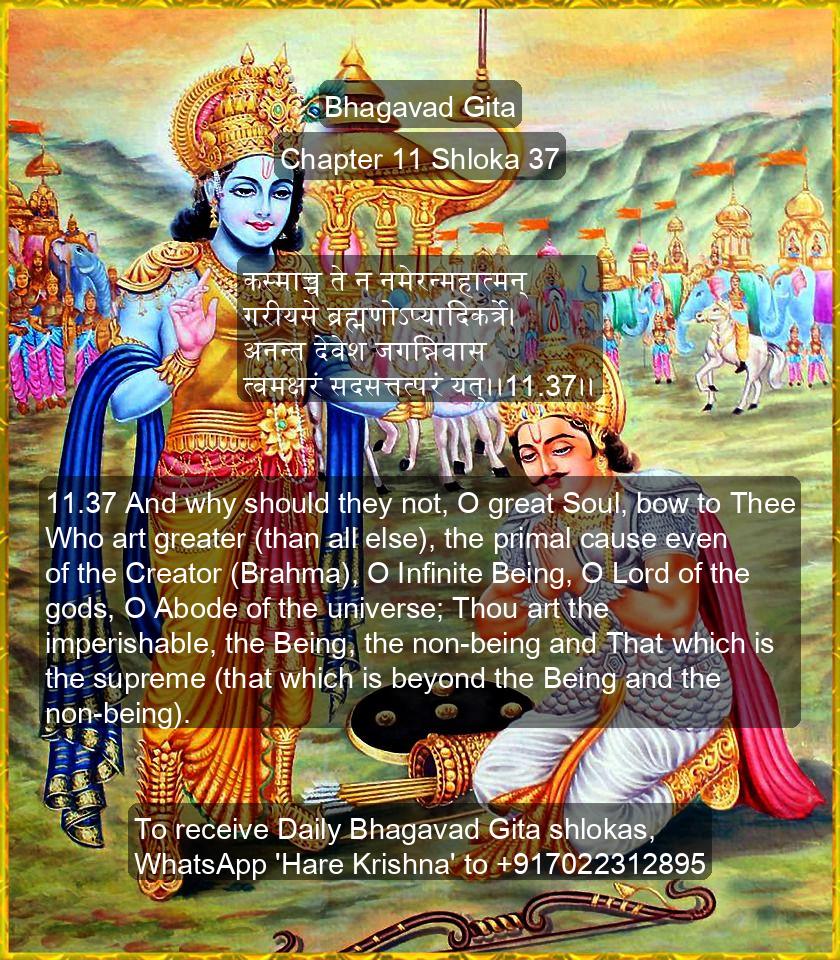 Bhagavad Gita
Chapter 11 Shloka 37
कस्माच्च ते न नमेरन्महात्मन्
गरीयसे ब्रह्मणोऽप्यादिकर्त्रे।
अनन्त देवेश जगन्निवास
त्वमक्षरं सदसत्तत्परं यत्।।11.37।।
11.37 And why should they not, O great Soul, bow to Thee
Who art greater (than all else), the primal cause even
of the Creator (Brahma), O Infinite Being, O Lord of the
gods, O Abode of the universe; Thou art the
imperishable, the Being, the non-being and That which is
the supreme (that which is beyond the Being and the
non-being).
To receive Daily Bhagavad Gita shlokas,
WhatsApp 'Hare Krishna' to +917022312895